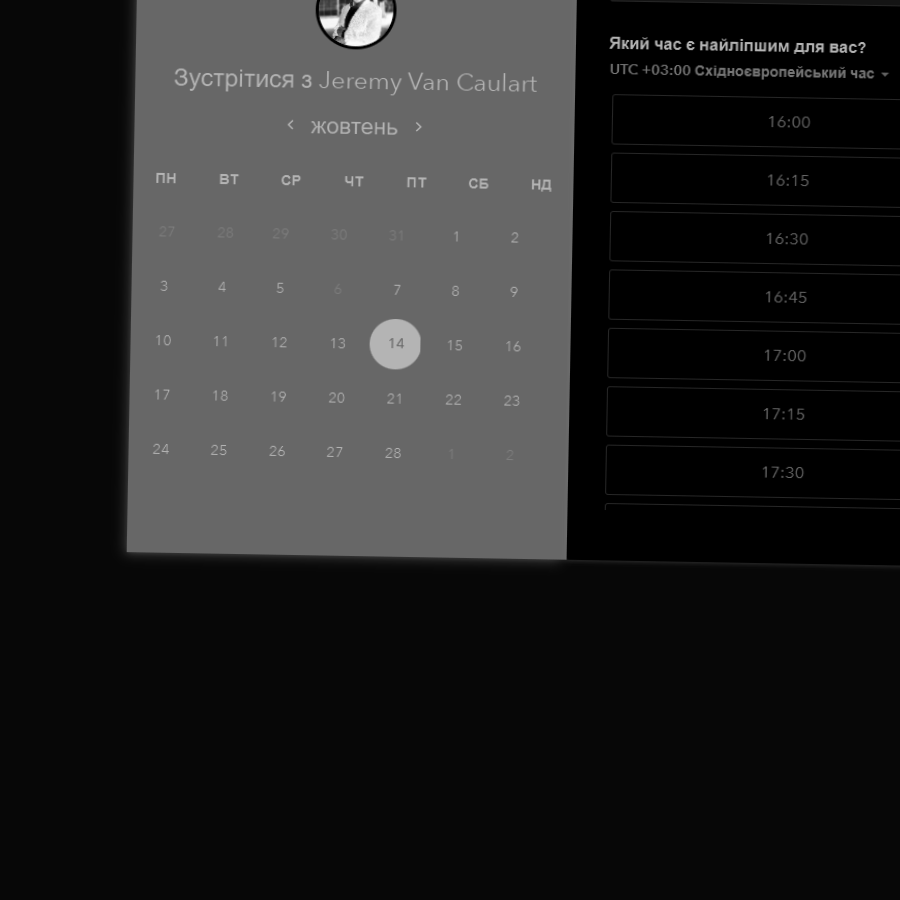 Зустрітися з Jeremy Van Caulart
жовтень
ПН ВТ СР ЧТ ПТ СБ НД
27 28 29 30 31 1 2
3 4 5 6 7 8 9
10 11 12 13 14 15 16
17 18 19 20 21 22 23
24 25 26 27 28 1 2
Який час є найліпшим для вас?
UTC +03:00 Східноєвропейський час
16:00
16:15
16:30
16:45
17:00
17:15
17:30